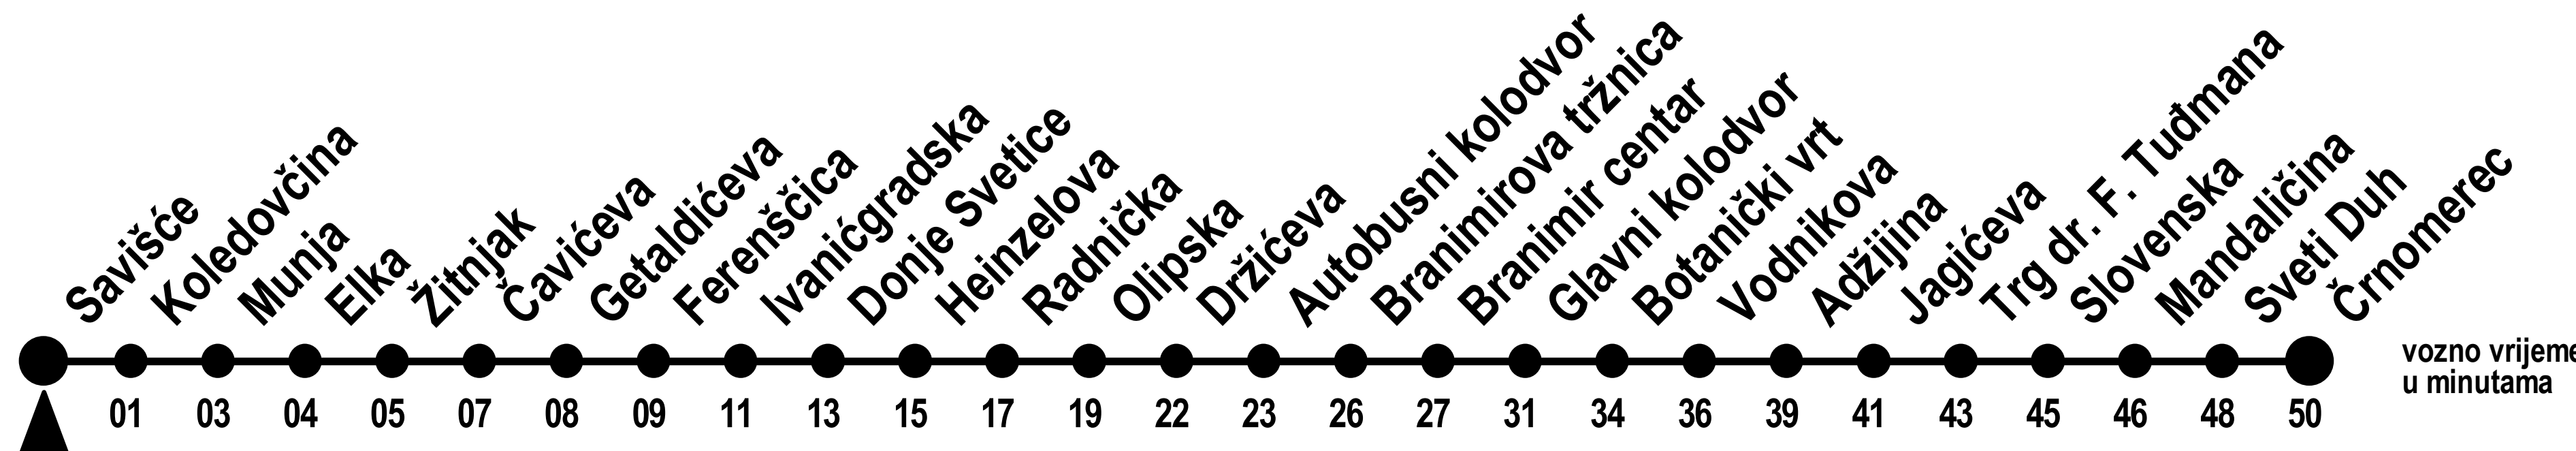 Savišće
Koledovčina
Munja
Elka
Žitnjak
Čavićeva
Getaldićeva
Ferenščica
Ivanićgradska
Donje Svetice
Heinzelova
Radnička
Olipska
Držićeva
Autobusni kolodvor
Branimirova tržnica
Branimir centar
Glavni kolodvor
Botanički vrt
Vodnikova
Adžijina
Jagićeva
Trg dr. F. Tuđmana
Slovenska
Mandaličina
Sveti Duh
Črnomerec
01 03 04 05 07 08 09 11 13 15 17 19 22 23 26 27 31 34 36 39 41 43 45 46 48 50
vozno vrijeme
u minutama